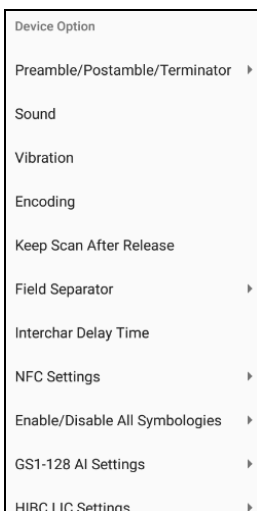 Device Option
Preamble/Postamble/Terminator
Sound
Vibration
Encoding
Keep Scan After Release
Field Separator
Interchar Delay Time
NFC Settings
Enable/Disable All Symbologies
GS1-128 AI Settings
HIBC LIC Settings